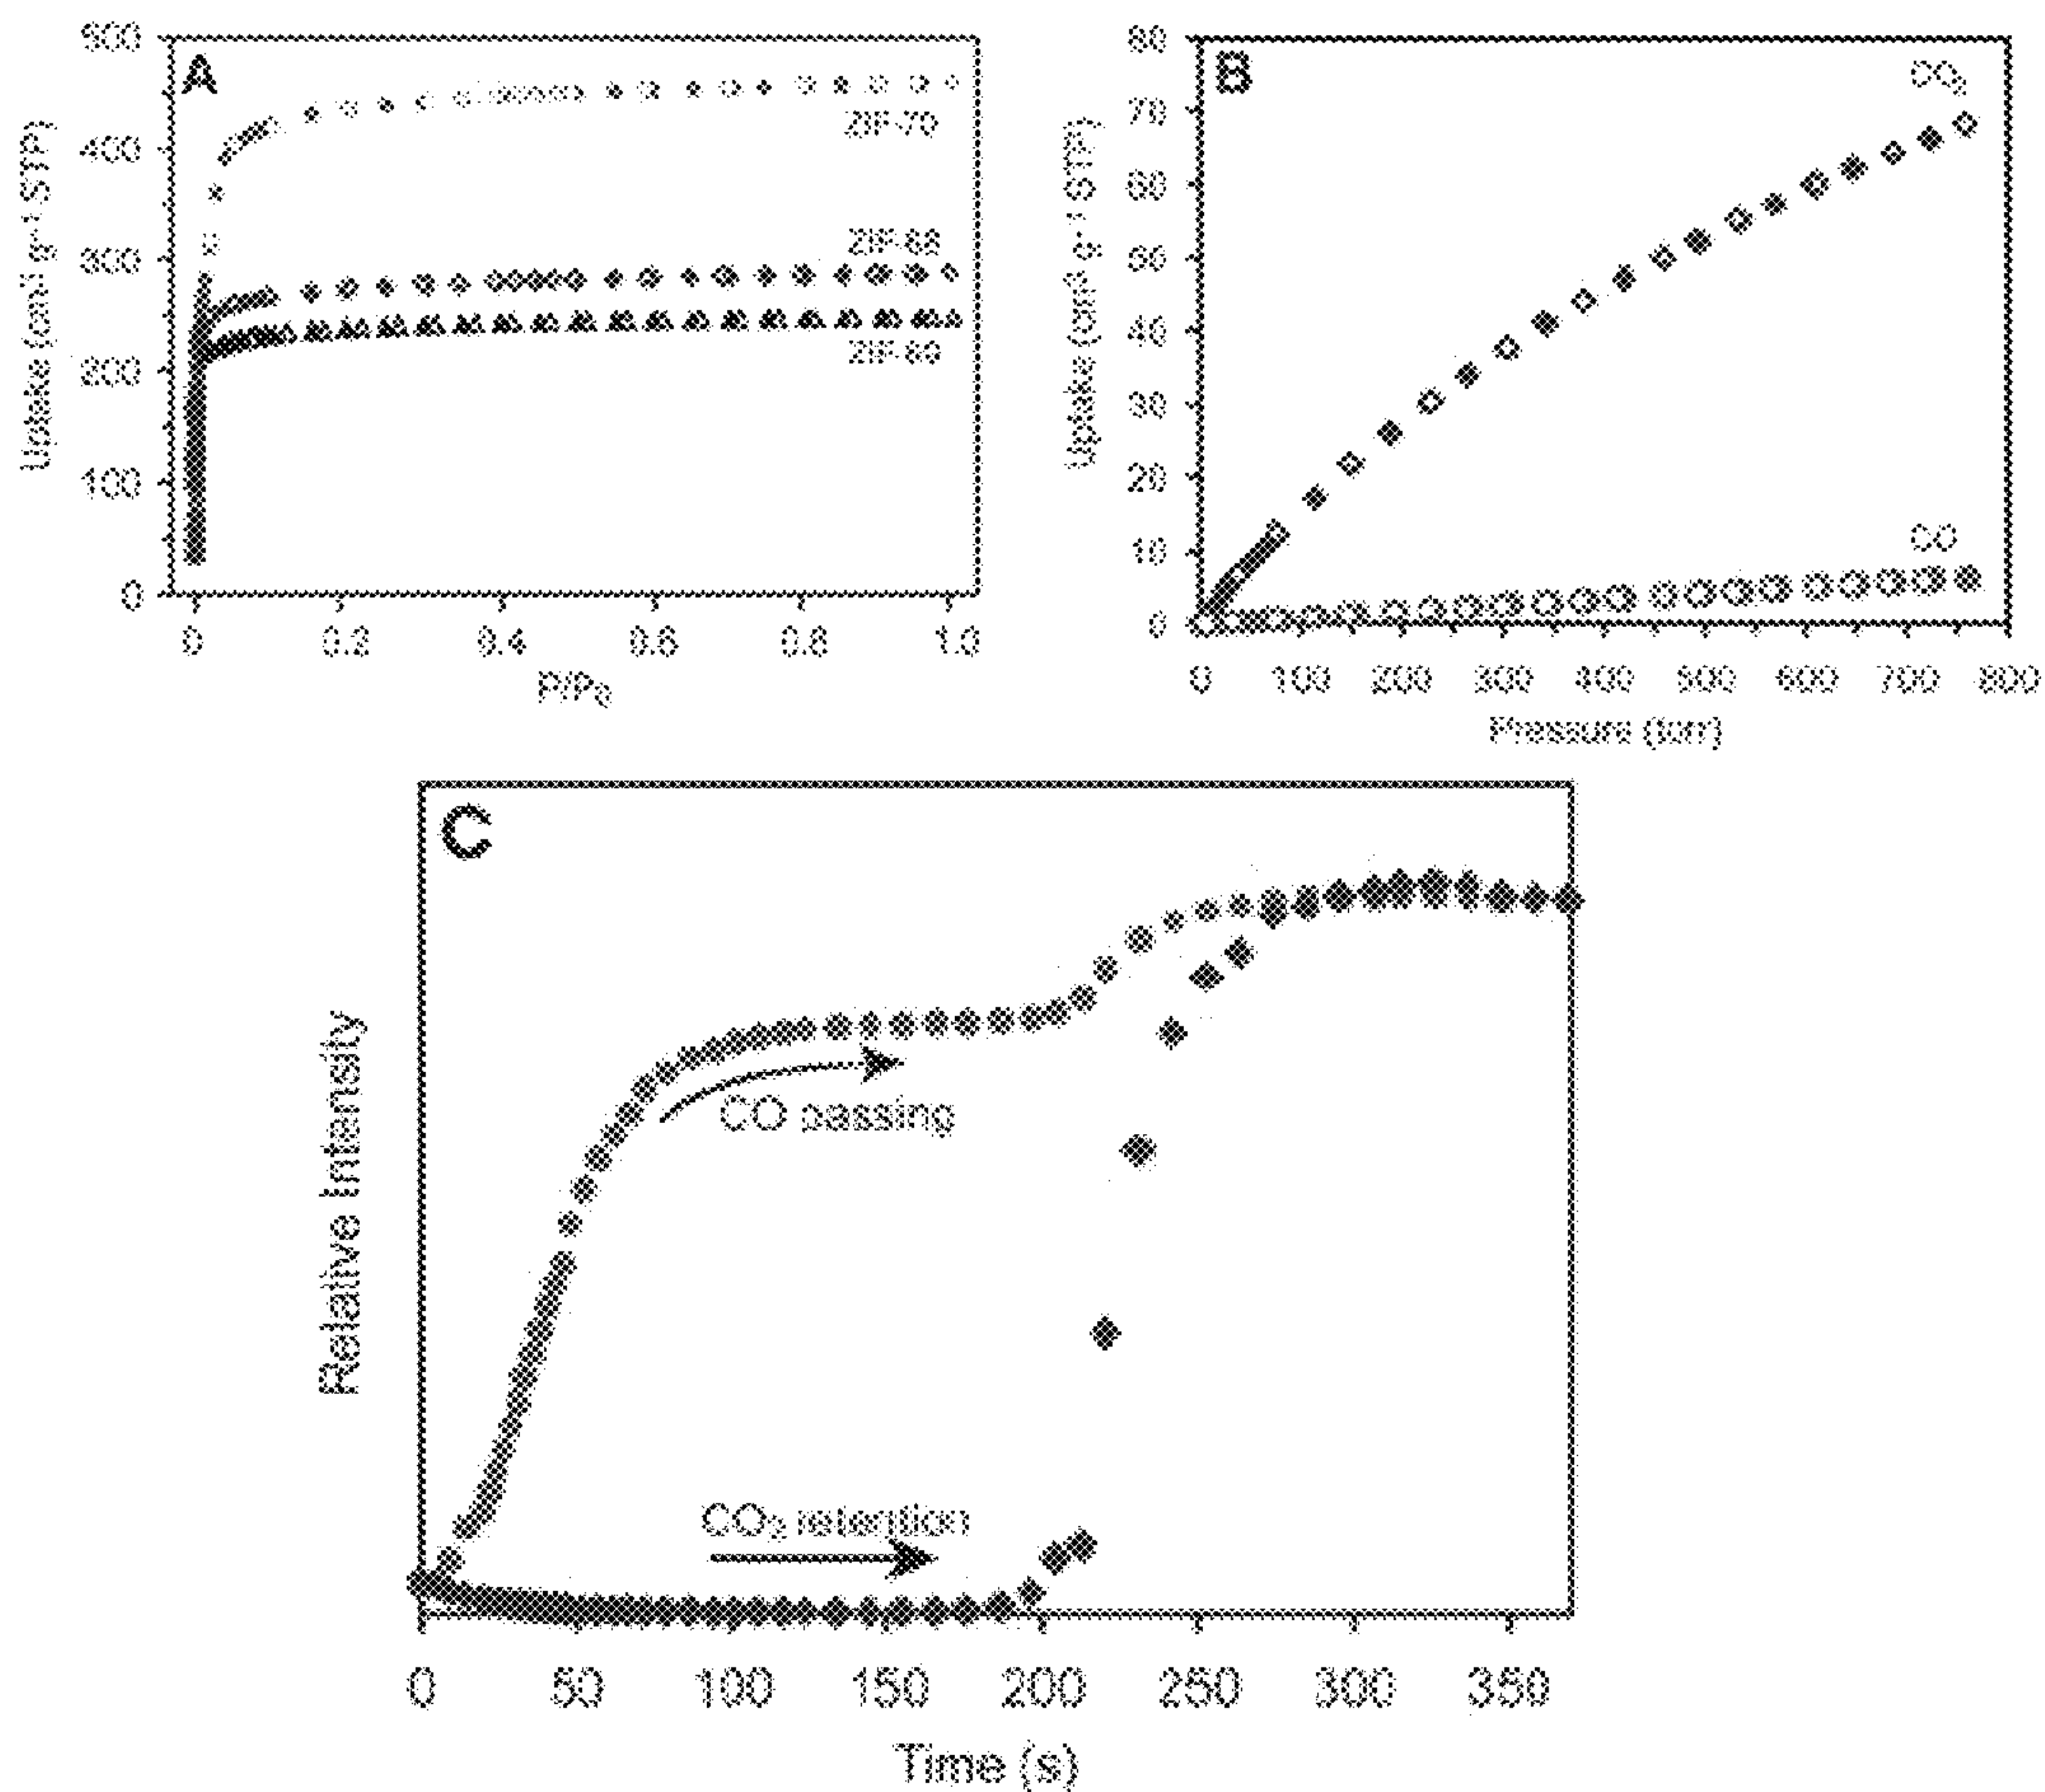 A
500
400
300
200
100
0
Uptake (cm³ g⁻¹ STP)
ZIF-70
ZIF-68
ZIF-69
0 0.2 0.4 0.6 0.8 1.0
P/P₀
B
80
70
60
50
40
30
20
10
0
Uptake (cm³ g⁻¹ STP)
CO₂
CO
0 100 200 300 400 500 600 700 800
Pressure (torr)
C
Relative Intensity
CO passing
CO₂ retention
0 50 100 150 200 250 300 350
Time (s)